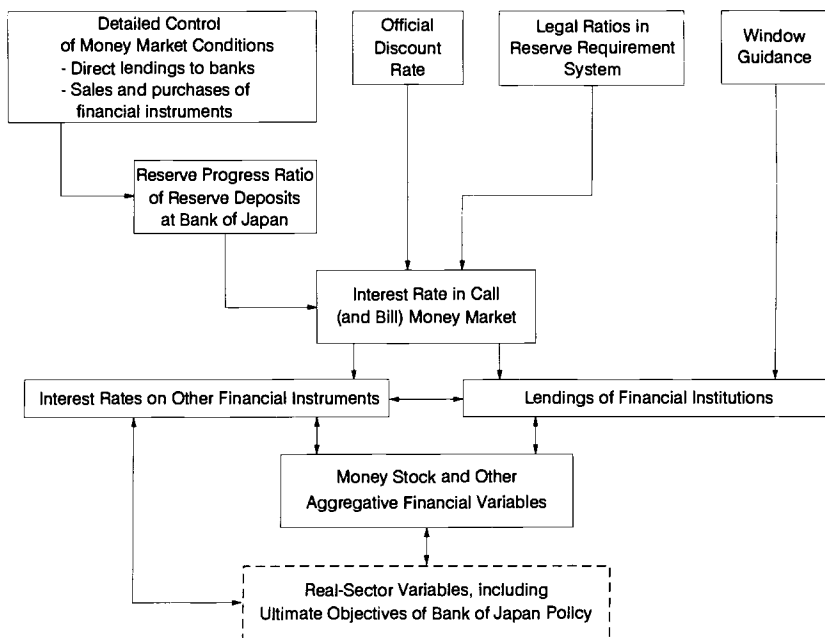 Detailed Control
of Money Market Conditions
- Direct lendings to banks
- Sales and purchases of
financial instruments
Official
Discount
Rate
Legal Ratios in
Reserve Requirement
System
Window
Guidance
Reserve Progress Ratio
of Reserve Deposits
at Bank of Japan
Interest Rate in Call
(and Bill) Money Market
Interest Rates on Other Financial Instruments
Lendings of Financial Institutions
Money Stock and Other
Aggregative Financial Variables
Real-Sector Variables, including
Ultimate Objectives of Bank of Japan Policy